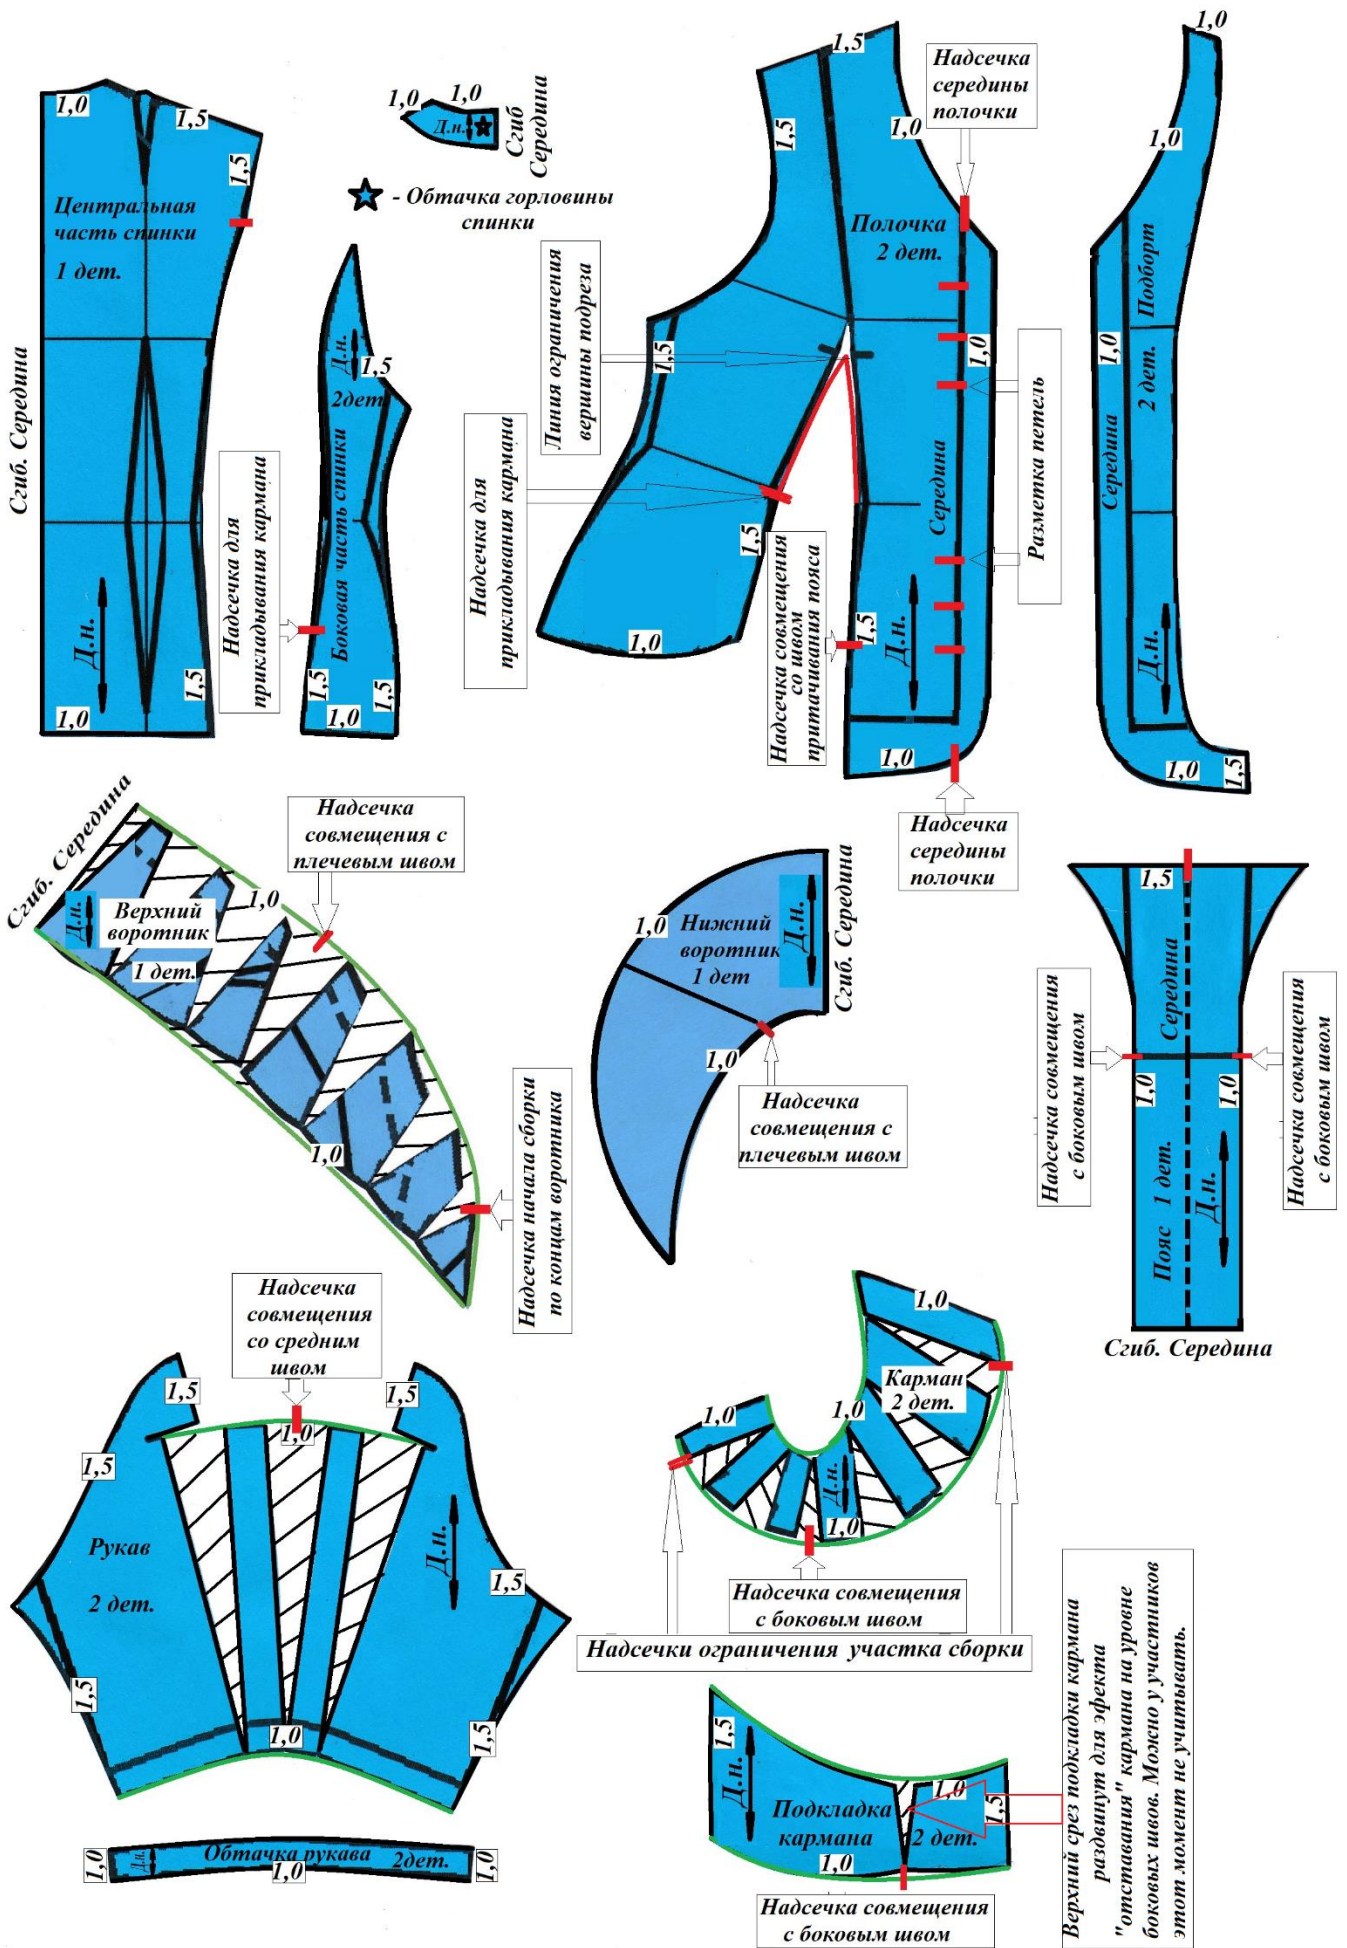 1,0
1,5
1,5
Центральная
часть спинки
1 дет.
Сгиб. Середина
Д.н.
1,5
1,0
1,0
1,0
Д.н.
Сгиб
Середина
- Обтачка горловины
спинки
Д.н.
1,5
2дет
Боковая часть спинки
Надсечка для
прикладывания кармана
1,5
1,0
1,5
1,5
1,5
1,0
Надсечка
середины
полочки
Полочка
2 дет.
Линия ограничения
вершины подреза
1,5
Надсечка для
прикладывания кармана
1,5
1,0
1,0
Середина
Разметка петель
Надсечка совмещения
со швом
притачивания пояса
1,5
Д.н.
1,0
Надсечка
середины
полочки
1,0
1,0
1,0
Середина
Подборт
2 дет.
Д.н.
1,0
1,5
Сгиб. Середина
Надсечка
совмещения с
плечевым швом
1,0
Д.н.
Верхний
воротник
1 дет.
1,0
Надсечка начала сборки
по концам воротника
1,0
Нижний
воротник
1 дет
Д.н.
Сгиб. Середина
1,0
Надсечка
совмещения с
плечевым швом
1,5
Середина
Надсечка совмещения
с боковым швом
1,0
1,0
Надсечка совмещения
с боковым швом
Пояс 1 дет.
Д.н.
Сгиб. Середина
Надсечка
совмещения
со средним
швом
1,5
1,5
1,0
1,5
Рукав
2 дет.
Д.н.
1,5
1,5
1,0
1,5
1,0
Д.н.
Обтачка рукава
2дет.
1,0
1,0
1,0
Карман
2 дет.
1,0
1,0
Д.н.
1,0
Надсечка совмещения
с боковым швом
Надсечки ограничения участка сборки
1,5
Д.н.
Подкладка
кармана
2 дет.
1,0
1,5
1,0
Надсечка совмещения
с боковым швом
Верхний срез подкладки кармана
раздвинут для эфекта
"отставания" кармана на уровне
боковых швов. Можно у участников
этот момент не учитывать.